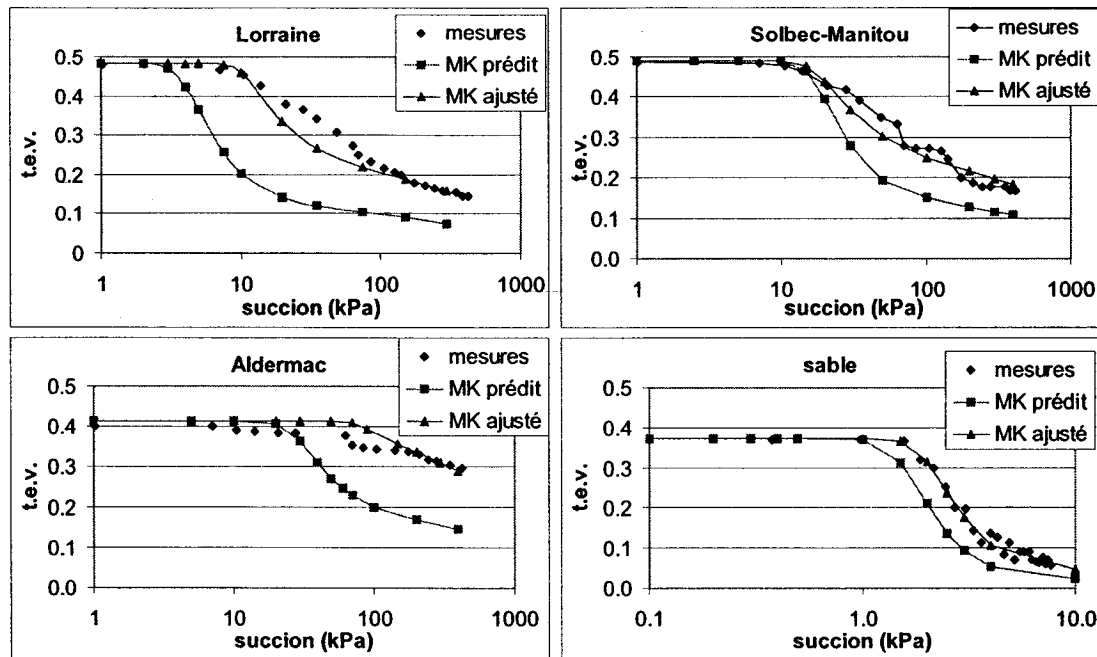 Lorraine
mesures
MK prédit
MK ajusté
t.e.v.
0.5
0.4
0.3
0.2
0.1
0
1 10 100 1000
succion (kPa)
Solbec-Manitou
mesures
MK prédit
MK ajusté
t.e.v.
0.5
0.4
0.3
0.2
0.1
0.0
1 10 100 1000
succion (kPa)
Aldermac
mesures
MK prédit
MK ajusté
t.e.v.
0.5
0.4
0.3
0.2
0.1
0.0
1 10 100 1000
succion (kPa)
sable
mesures
MK prédit
MK ajusté
t.e.v.
0.5
0.4
0.3
0.2
0.1
0.0
0.1 1.0 10.0
succion (kPa)